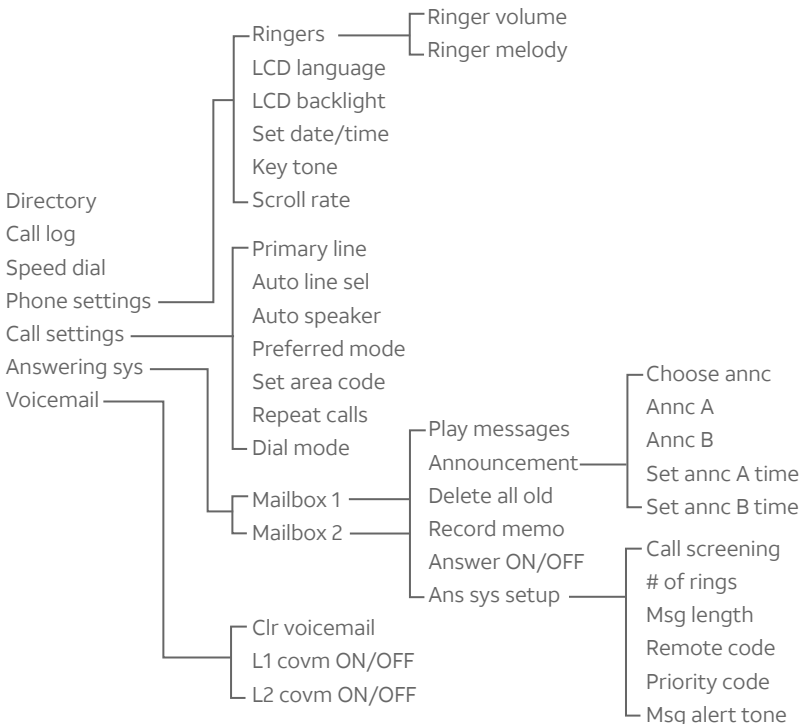 Directory
Call log
Speed dial
Phone settings
Call settings
Answering sys
Voicemail
Ringers
LCD language
LCD backlight
Set date/time
Key tone
Scroll rate
Ringer volume
Ringer melody
Primary line
Auto line sel
Auto speaker
Preferred mode
Set area code
Repeat calls
Dial mode
Mailbox 1
Mailbox 2
Play messages
Announcement
Delete all old
Record memo
Answer ON/OFF
Ans sys setup
Choose annc
Annc A
Annc B
Set annc A time
Set annc B time
Call screening
# of rings
Msg length
Remote code
Priority code
Msg alert tone
Clr voicemail
L1 covm ON/OFF
L2 covm ON/OFF